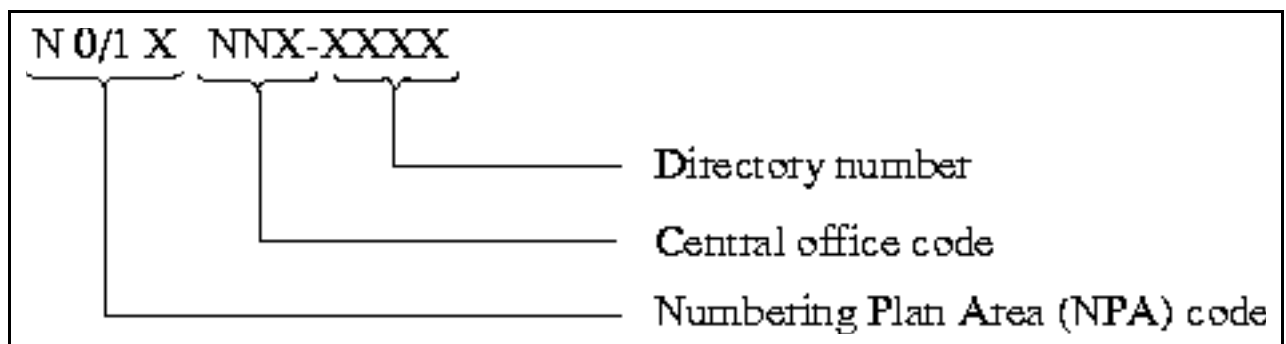 N 0/1 X NNX-XXXX
Directory number
Central office code
Numbering Plan Area (NPA) code